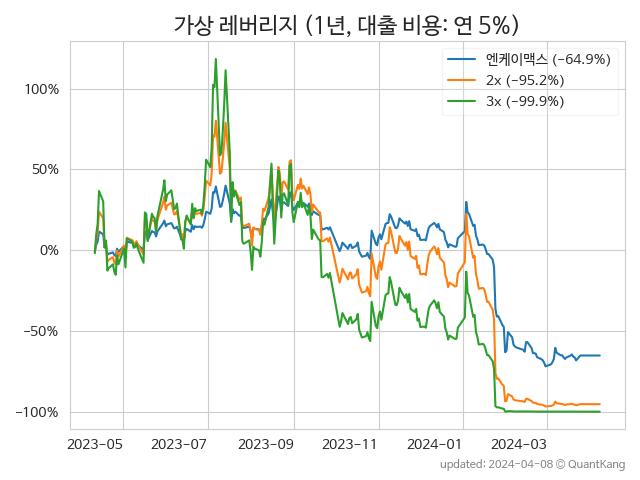 가상 레버리지 (1년, 대출 비용: 연 5%)
엔케이맥스 (−64.9%)
2x (−95.2%)
3x (−99.9%)
100%
50%
0%
−50%
−100%
2023-05 2023-07 2023-09 2023-11 2024-01 2024-03
updated: 2024-04-08 © QuantKang